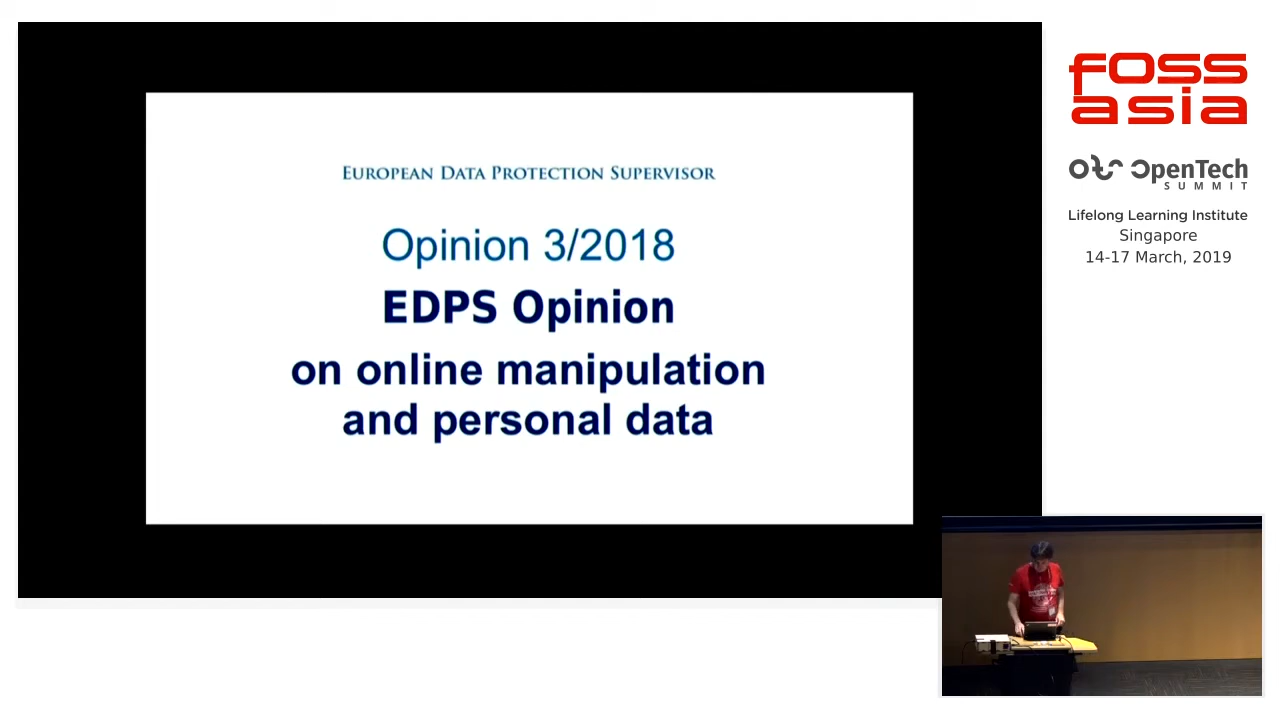 European Data Protection Supervisor
Opinion 3/2018
EDPS Opinion
on online manipulation
and personal data
fOSS
asia
OpenTech
SUMMIT
Lifelong Learning Institute
Singapore
14-17 March, 2019